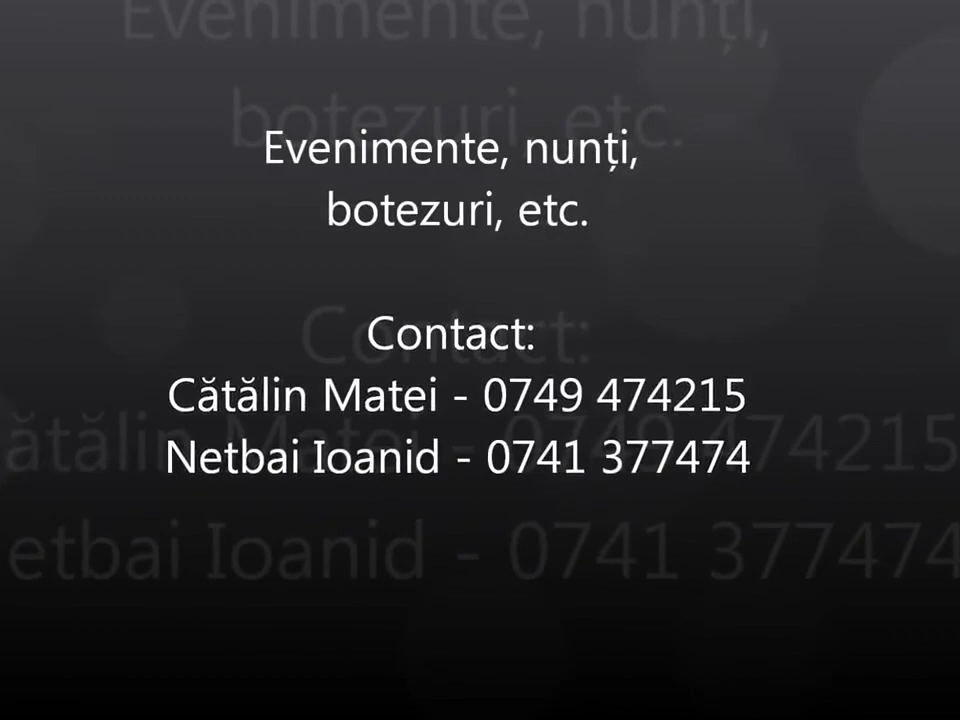 Evenimente, nunți,
botezuri, etc.
Contact:
Cătălin Matei - 0749 474215
Netbai Ioanid - 0741 377474